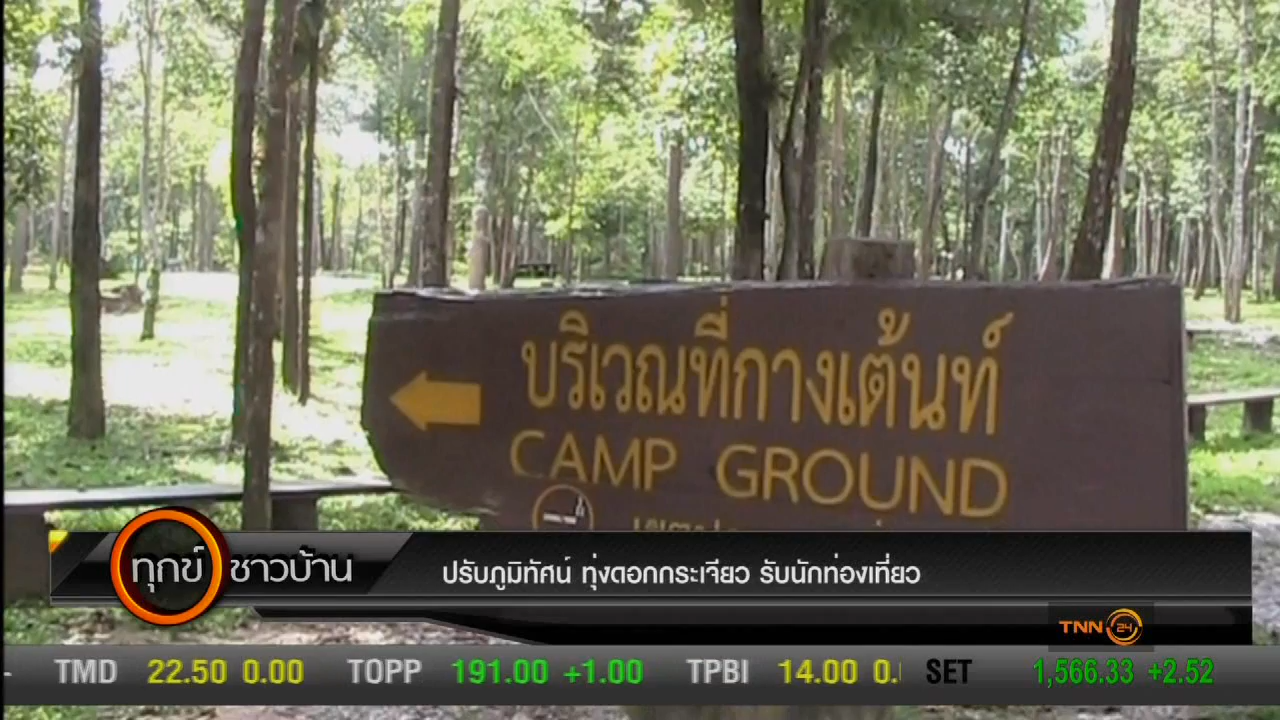 บริเวณที่กางเต้นท์
CAMP GROUND
ทุกข์ ชาวบ้าน
ปรับภูมิทัศน์ ทุ่งดอกกระเจียว รับนักท่องเที่ยว
TNN 24
TMD 22.50 0.00 TOPP 191.00 +1.00 TPBI 14.00 SET 1,566.33 +2.52